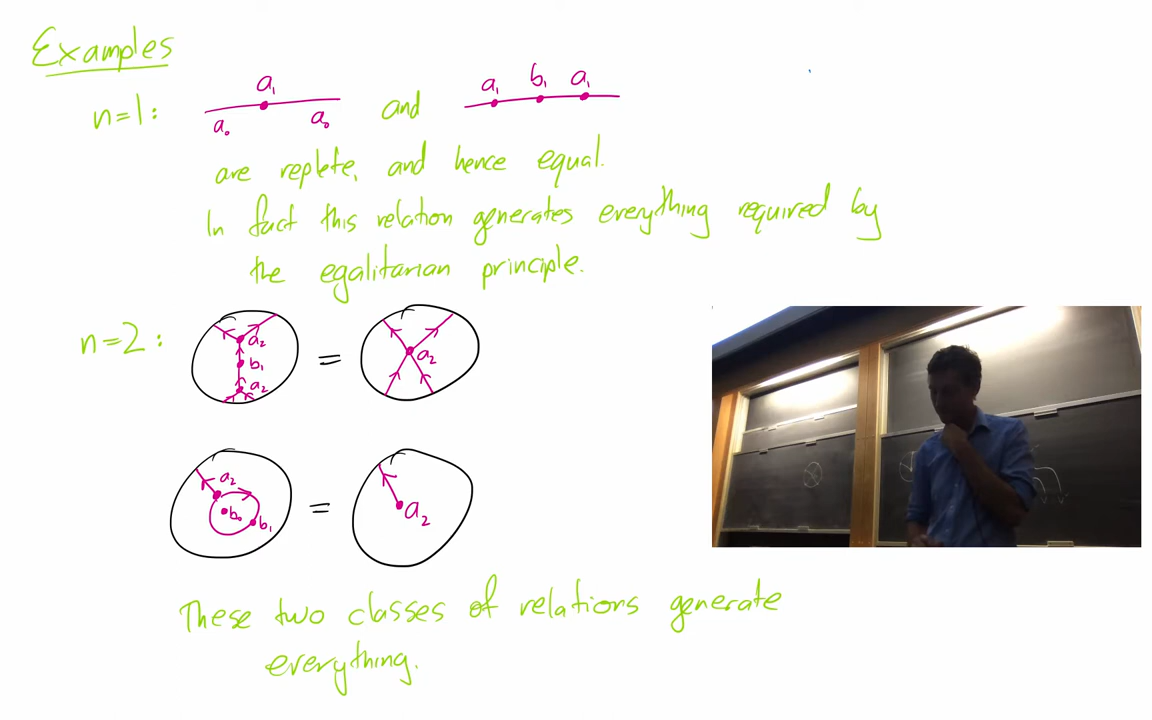 Examples
n=1: a₁ a₀ a₀ and a₁ b₁ a₁
are replete, and hence equal.
In fact this relation generates everything required by
the egalitarian principle.
n=2: a₂ b₁ a₂ = a₂
a₂ b₀ b₁ = a₂
These two classes of relations generate
everything.